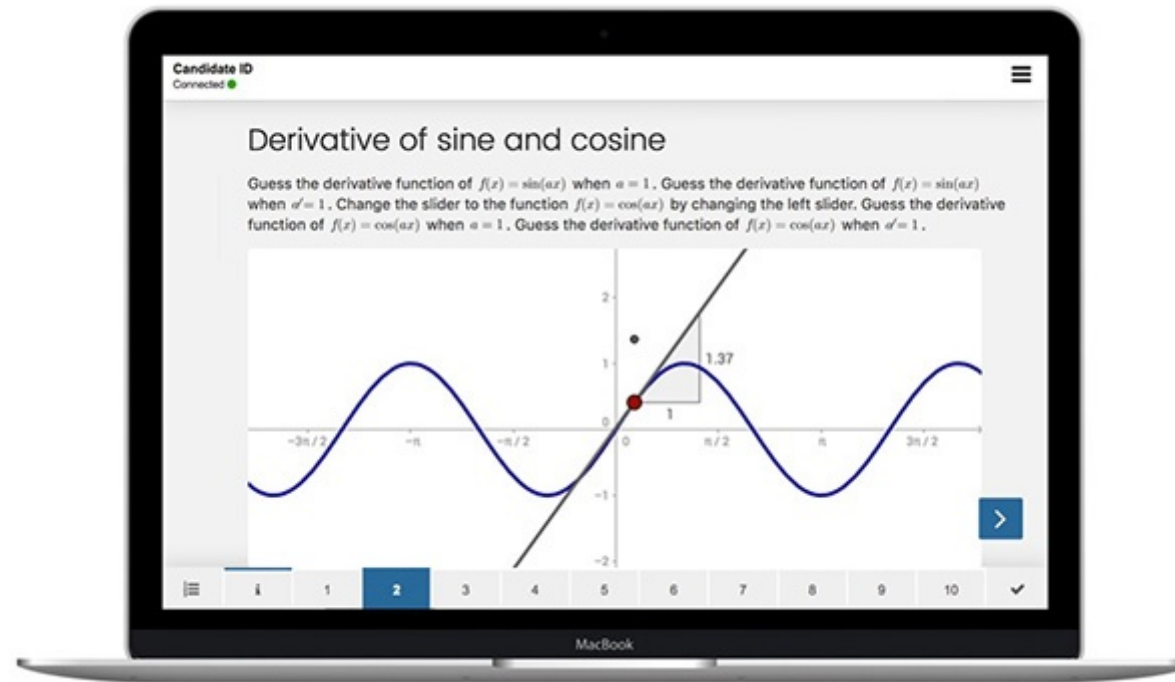 Candidate ID
Connected
Derivative of sine and cosine
Guess the derivative function of f(x) = sin(ax) when a = 1. Guess the derivative function of f(x) = sin(ax)
when a′= 1. Change the slider to the function f(x) = cos(ax) by changing the left slider. Guess the derivative
function of f(x) = cos(ax) when a = 1. Guess the derivative function of f(x) = cos(ax) when a′= 1.
2
1.37
1
1
0
-3π / 2 -π -π / 2 0 π / 2 π 3π / 2
-1
-2
i 1 2 3 4 5 6 7 8 9 10
MacBook